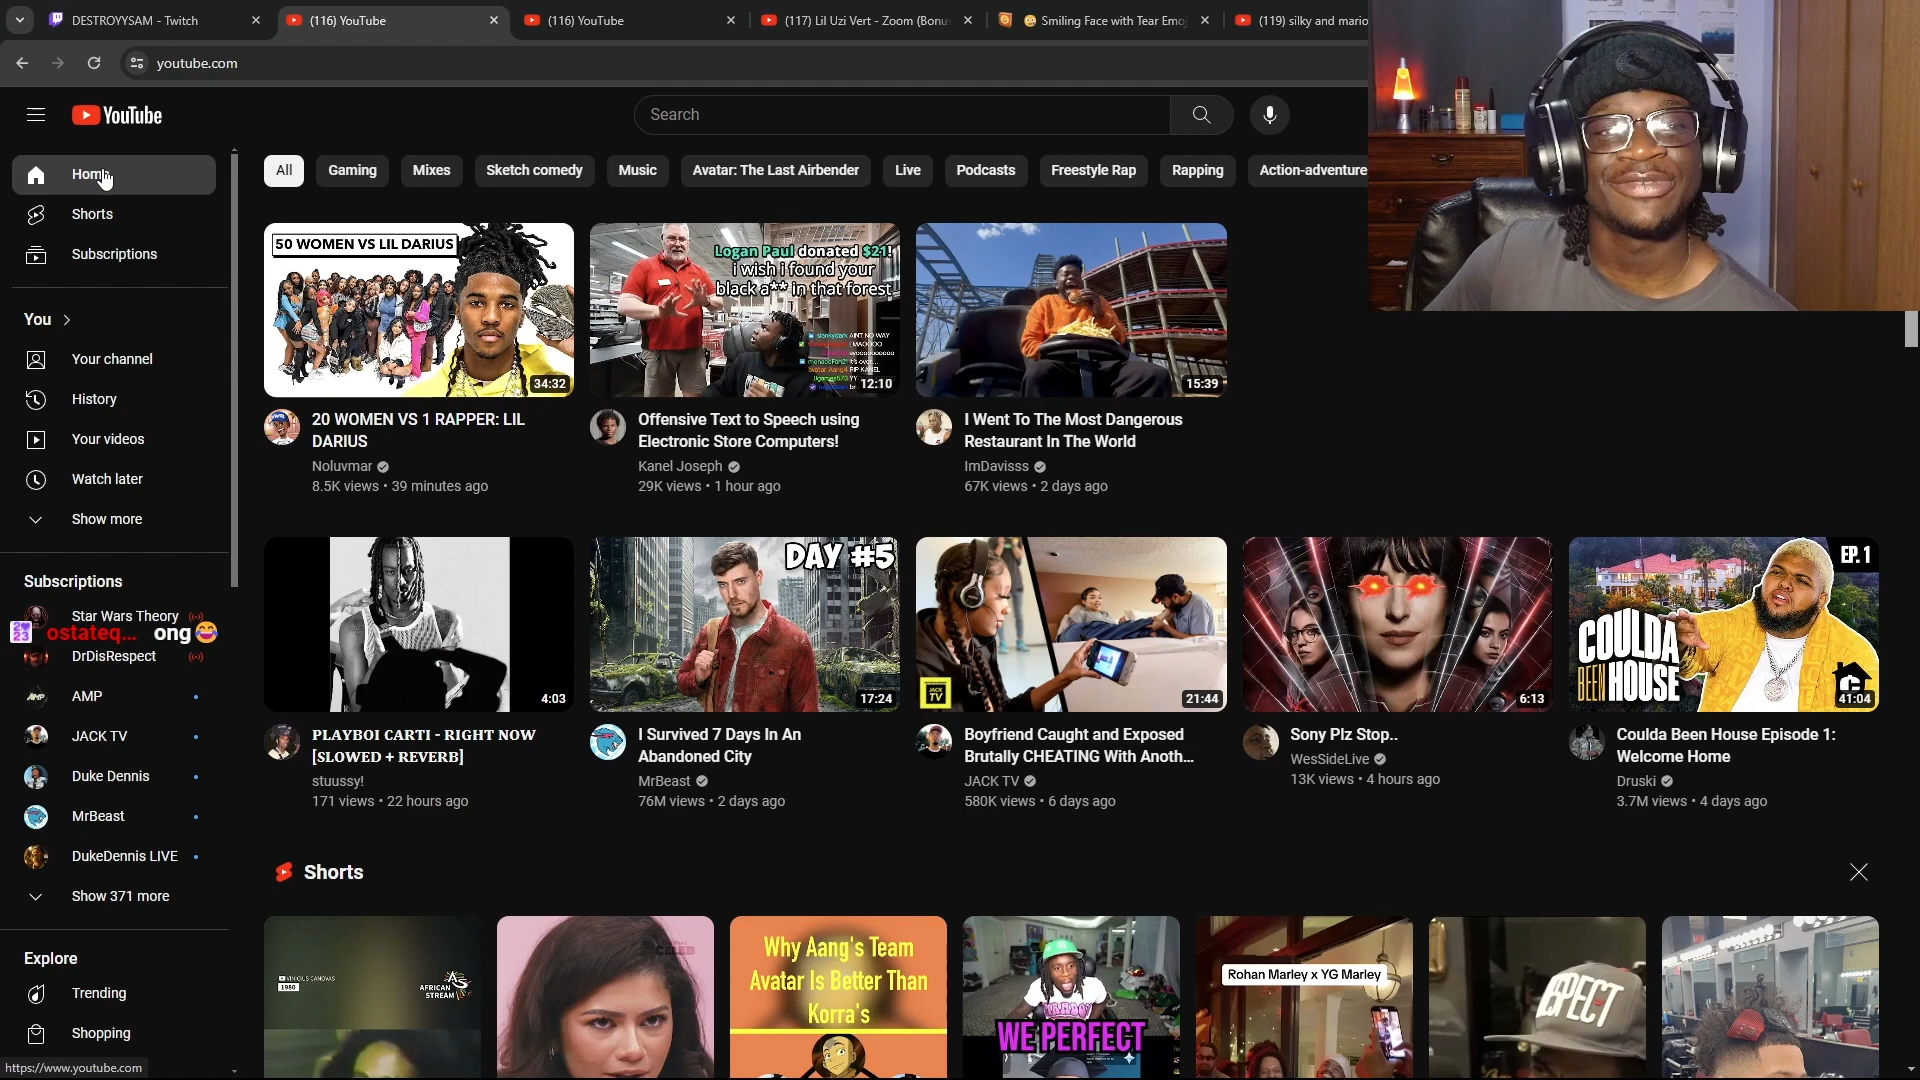 DESTROYYSAM - Twitch
(116) YouTube
(116) YouTube
(117) Lil Uzi Vert - Zoom (Bonu
Smiling Face with Tear Emoj
(119) silky and mario
youtube.com
YouTube
Search
Home
Shorts
Subscriptions
You
Your channel
History
Your videos
Watch later
Show more
Subscriptions
Star Wars Theory
ostateq... ong
DrDisRespect
AMP
JACK TV
Duke Dennis
MrBeast
DukeDennis LIVE
Show 371 more
Explore
Trending
Shopping
https://www.youtube.com
All
Gaming
Mixes
Sketch comedy
Music
Avatar: The Last Airbender
Live
Podcasts
Freestyle Rap
Rapping
Action-adventure
50 WOMEN VS LIL DARIUS
34:32
20 WOMEN VS 1 RAPPER: LIL
DARIUS
Noluvmar
8.5K views • 39 minutes ago
Logan Paul donated $21!
i wish i found your
black a** in that forest
12:10
Offensive Text to Speech using
Electronic Store Computers!
Kanel Joseph
29K views • 1 hour ago
15:39
I Went To The Most Dangerous
Restaurant In The World
ImDavisss
67K views • 2 days ago
4:03
PLAYBOI CARTI - RIGHT NOW
[SLOWED + REVERB]
stuussy!
171 views • 22 hours ago
DAY #5
17:24
I Survived 7 Days In An
Abandoned City
MrBeast
76M views • 2 days ago
JACK
TV
21:44
Boyfriend Caught and Exposed
Brutally CHEATING With Anoth...
JACK TV
580K views • 6 days ago
6:13
Sony Plz Stop..
WesSideLive
13K views • 4 hours ago
EP. 1
COULDA
BEEN HOUSE
41:04
Coulda Been House Episode 1:
Welcome Home
Druski
3.7M views • 4 days ago
Shorts
VINICIUS CANOVAS
1980
AFRICAN
STREAM
Why Aang's Team
Avatar Is Better Than
Korra's
WE PERFECT
Rohan Marley x YG Marley